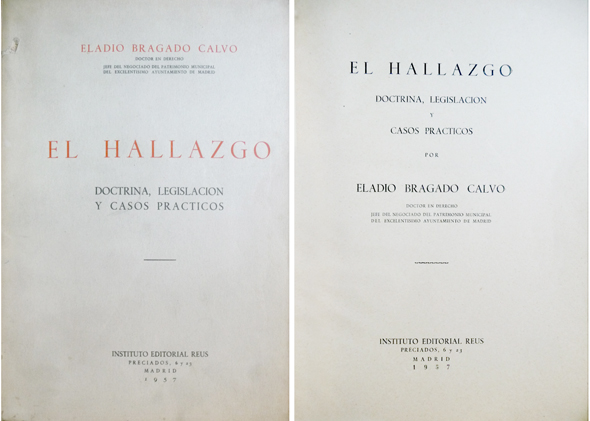 ELADIO BRAGADO CALVO
DOCTOR EN DERECHO
JEFE DEL NEGOCIADO DEL PATRIMONIO MUNICIPAL
DEL EXCELENTISIMO AYUNTAMIENTO DE MADRID
EL HALLAZGO
DOCTRINA, LEGISLACION
Y CASOS PRACTICOS
INSTITUTO EDITORIAL REUS
PRECIADOS, 6 y 23
MADRID
1957
EL HALLAZGO
DOCTRINA, LEGISLACION
Y
CASOS PRACTICOS
POR
ELADIO BRAGADO CALVO
DOCTOR EN DERECHO
JEFE DEL NEGOCIADO DEL PATRIMONIO MUNICIPAL
DEL EXCELENTISIMO AYUNTAMIENTO DE MADRID
INSTITUTO EDITORIAL REUS
PRECIADOS, 6 y 23
MADRID
1957